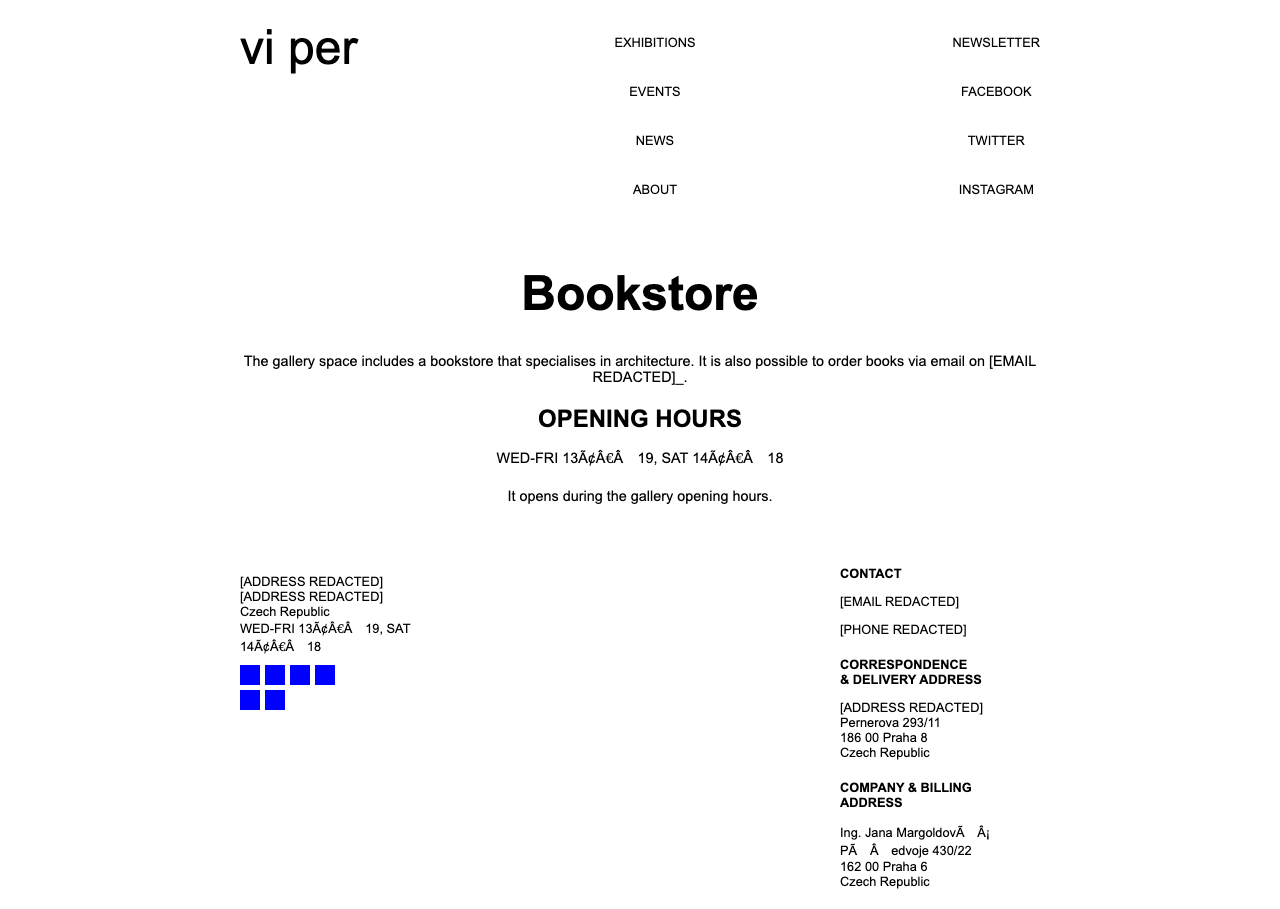 vi per
EXHIBITIONS
EVENTS
NEWS
ABOUT
NEWSLETTER
FACEBOOK
TWITTER
INSTAGRAM
Bookstore
The gallery space includes a bookstore that specialises in architecture. It is also possible to order books via email on [EMAIL
REDACTED]_.
OPENING HOURS
WED-FRI 13Ã¢Â€Â 19, SAT 14Ã¢Â€Â 18
It opens during the gallery opening hours.
[ADDRESS REDACTED]
[ADDRESS REDACTED]
Czech Republic
WED-FRI 13Ã¢Â€Â 19, SAT
14Ã¢Â€Â 18
CONTACT
[EMAIL REDACTED]
[PHONE REDACTED]
CORRESPONDENCE
& DELIVERY ADDRESS
[ADDRESS REDACTED]
Pernerova 293/11
186 00 Praha 8
Czech Republic
COMPANY & BILLING
ADDRESS
Ing. Jana MargoldovÃ Â¡
PÃ Â edvoje 430/22
162 00 Praha 6
Czech Republic